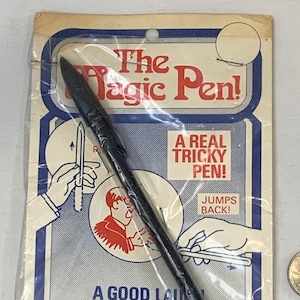 The
Magic Pen!
A REAL
TRICKY
PEN!
JUMPS
BACK!
A GOOD LAUGH